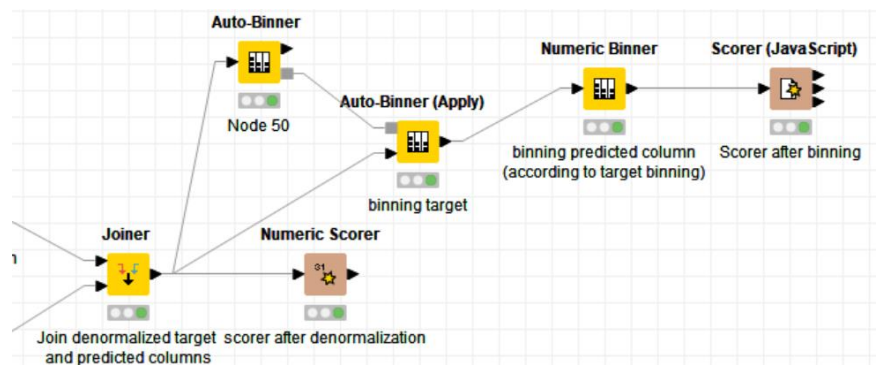 Auto-Binner
Node 50
Auto-Binner (Apply)
binning target
Numeric Binner
binning predicted column
(according to target binning)
Scorer (JavaScript)
Scorer after binning
Joiner
Join denormalized target
and predicted columns
Numeric Scorer
scorer after denormalization